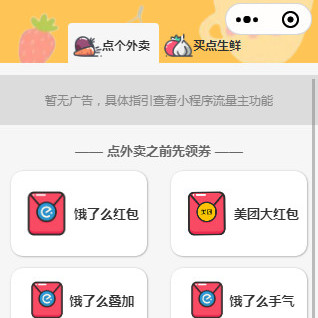 点个外卖
买点生鲜
暂无广告，具体指引查看小程序流量主功能
—— 点外卖之前先领券 ——
饿了么红包
美团大红包
饿了么叠加
饿了么手气